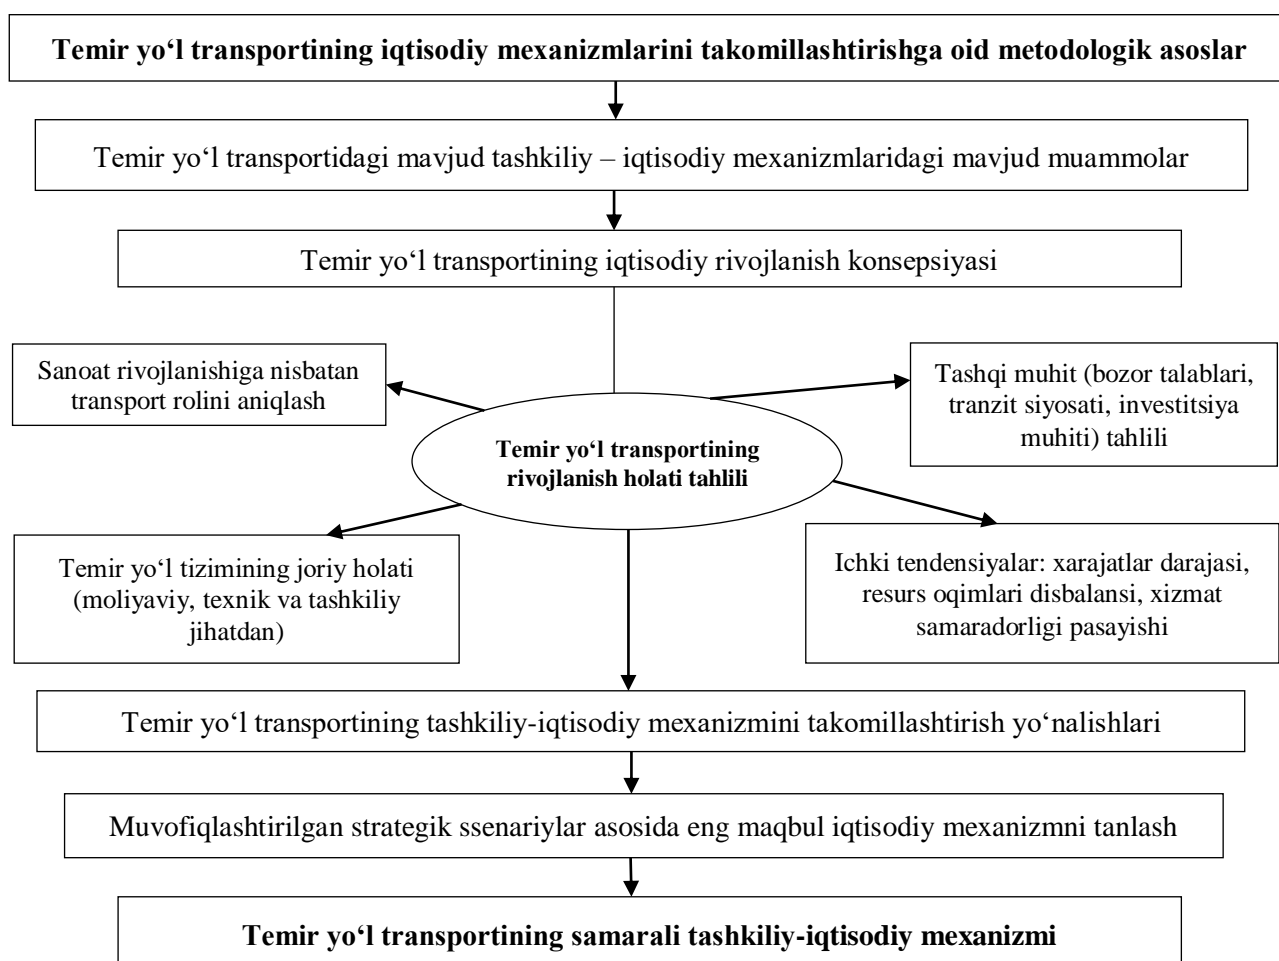 Temir yo‘l transportining iqtisodiy mexanizmlarini takomillashtirishga oid metodologik asoslar
Temir yo‘l transportidagi mavjud tashkiliy – iqtisodiy mexanizmlaridagi mavjud muammolar
Temir yo‘l transportining iqtisodiy rivojlanish konsepsiyasi
Sanoat rivojlanishiga nisbatan
transport rolini aniqlash
Tashqi muhit (bozor talablari,
tranzit siyosati, investitsiya
muhiti) tahlili
Temir yo‘l transportining
rivojlanish holati tahlili
Temir yo‘l tizimining joriy holati
(moliyaviy, texnik va tashkiliy
jihatdan)
Ichki tendensiyalar: xarajatlar darajasi,
resurs oqimlari disbalansi, xizmat
samaradorligi pasayishi
Temir yo‘l transportining tashkiliy-iqtisodiy mexanizmini takomillashtirish yo‘nalishlari
Muvofiqlashtirilgan strategik ssenariylar asosida eng maqbul iqtisodiy mexanizmni tanlash
Temir yo‘l transportining samarali tashkiliy-iqtisodiy mexanizmi